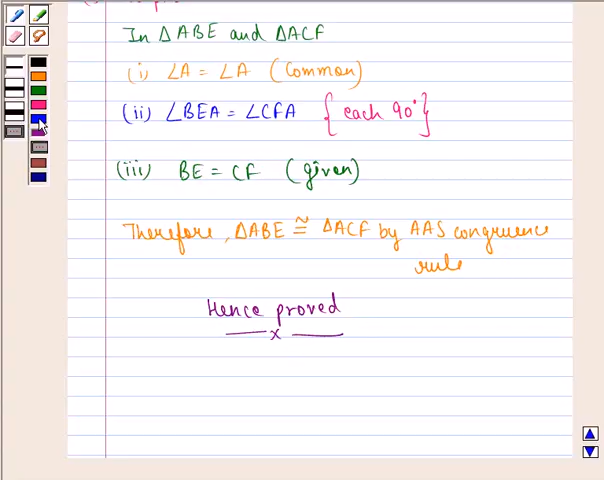 In ΔABE and ΔACF
(i) ∠A = ∠A (Common)
(ii) ∠BEA = ∠CFA {each 90°}
(iii) BE = CF (given)
Therefore, ΔABE ≅ ΔACF by AAS congruence
rule
Hence proved
x